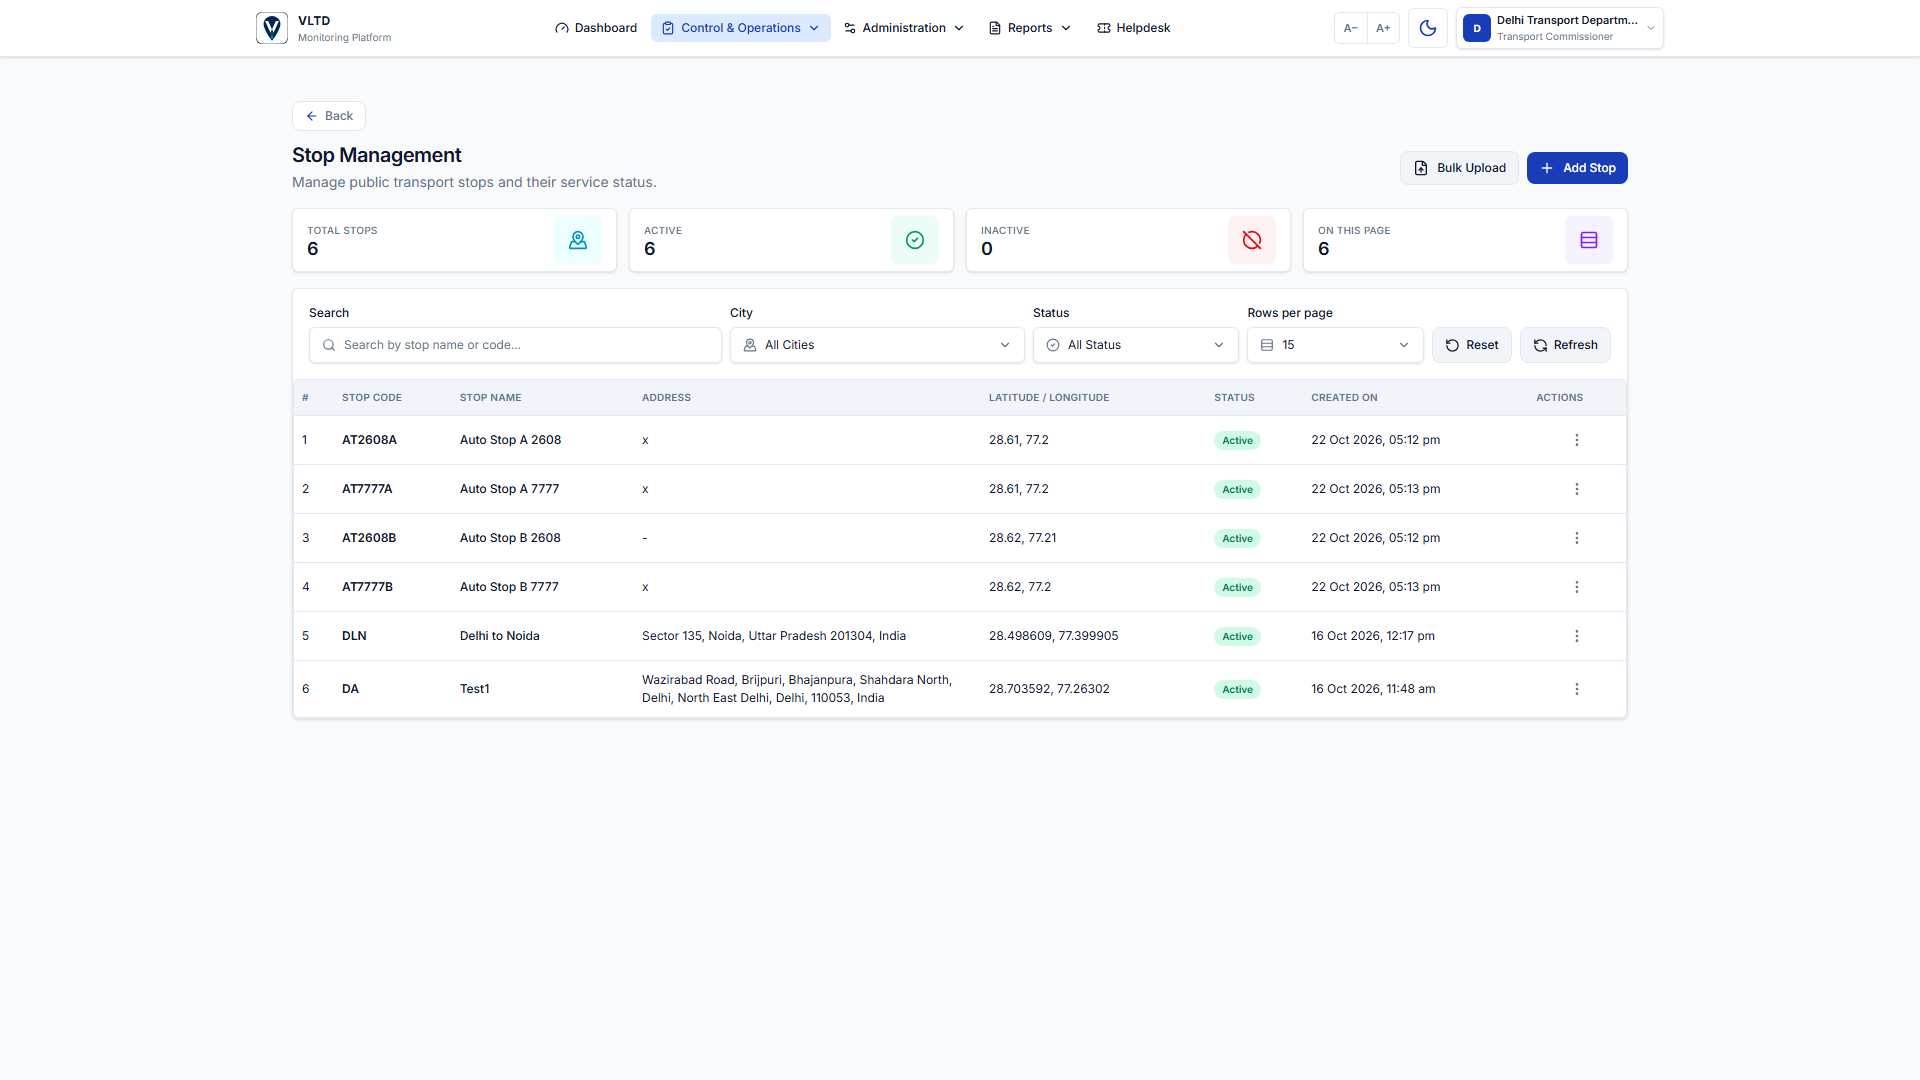 VLTD
Monitoring Platform
Dashboard
Control & Operations
Administration
Reports
Helpdesk
A−
A+
D
Delhi Transport Departm...
Transport Commissioner
Back
Stop Management
Manage public transport stops and their service status.
Bulk Upload
Add Stop
TOTAL STOPS
6
ACTIVE
6
INACTIVE
0
ON THIS PAGE
6
Search
City
Status
Rows per page
Search by stop name or code...
All Cities
All Status
15
Reset
Refresh
# STOP CODE STOP NAME ADDRESS LATITUDE / LONGITUDE STATUS CREATED ON ACTIONS
1 AT2608A Auto Stop A 2608 x 28.61, 77.2 Active 22 Oct 2026, 05:12 pm
2 AT7777A Auto Stop A 7777 x 28.61, 77.2 Active 22 Oct 2026, 05:13 pm
3 AT2608B Auto Stop B 2608 - 28.62, 77.21 Active 22 Oct 2026, 05:12 pm
4 AT7777B Auto Stop B 7777 x 28.62, 77.2 Active 22 Oct 2026, 05:13 pm
5 DLN Delhi to Noida Sector 135, Noida, Uttar Pradesh 201304, India 28.498609, 77.399905 Active 16 Oct 2026, 12:17 pm
6 DA Test1 Wazirabad Road, Brijpuri, Bhajanpura, Shahdara North,
Delhi, North East Delhi, Delhi, 110053, India 28.703592, 77.26302 Active 16 Oct 2026, 11:48 am